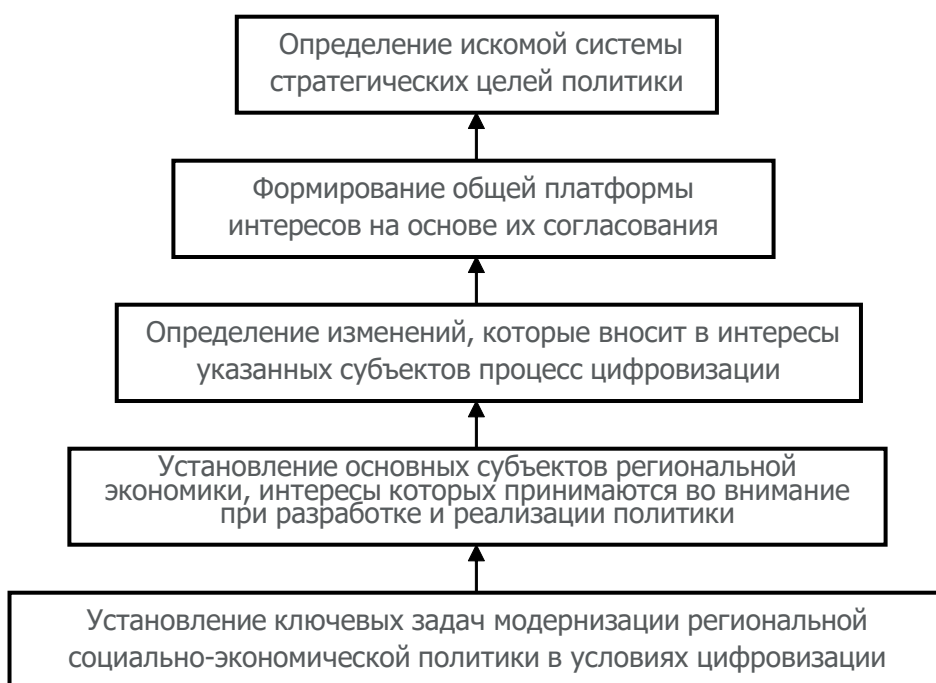 Определение искомой системы
стратегических целей политики
Формирование общей платформы
интересов на основе их согласования
Определение изменений, которые вносит в интересы
указанных субъектов процесс цифровизации
Установление основных субъектов региональной
экономики, интересы которых принимаются во внимание
при разработке и реализации политики
Установление ключевых задач модернизации региональной
социально-экономической политики в условиях цифровизации